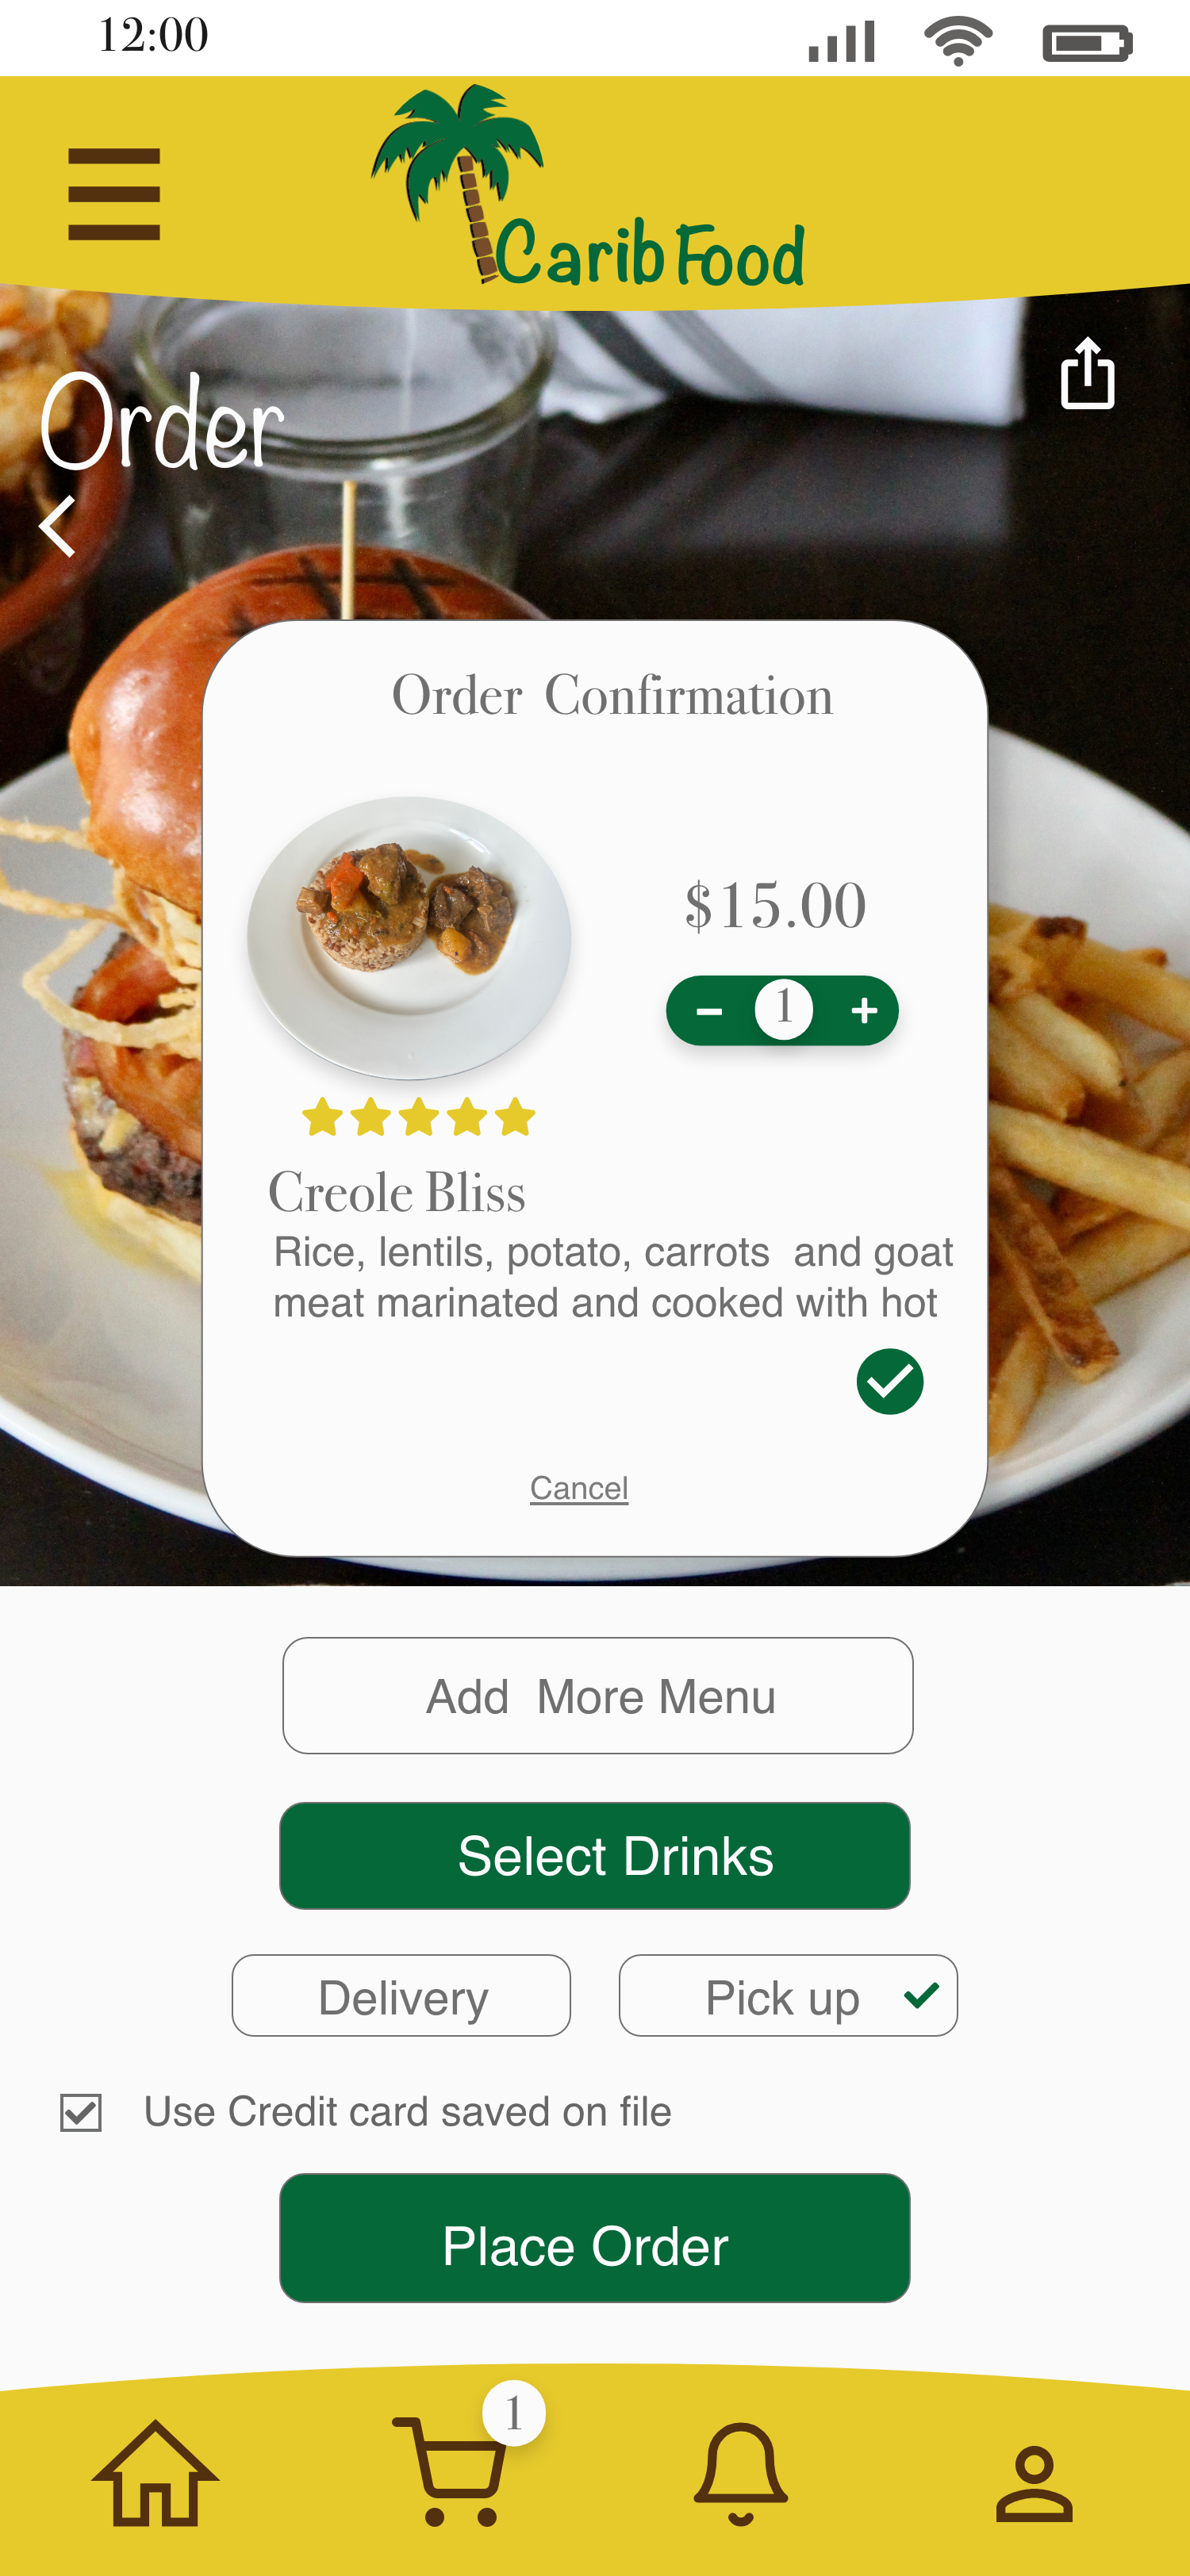 12:00
Carib Food
Order
Order Confirmation
$15.00
1
Creole Bliss
Rice, lentils, potato, carrots and goat
meat marinated and cooked with hot
Cancel
Add More Menu
Select Drinks
Delivery
Pick up
Use Credit card saved on file
Place Order
1